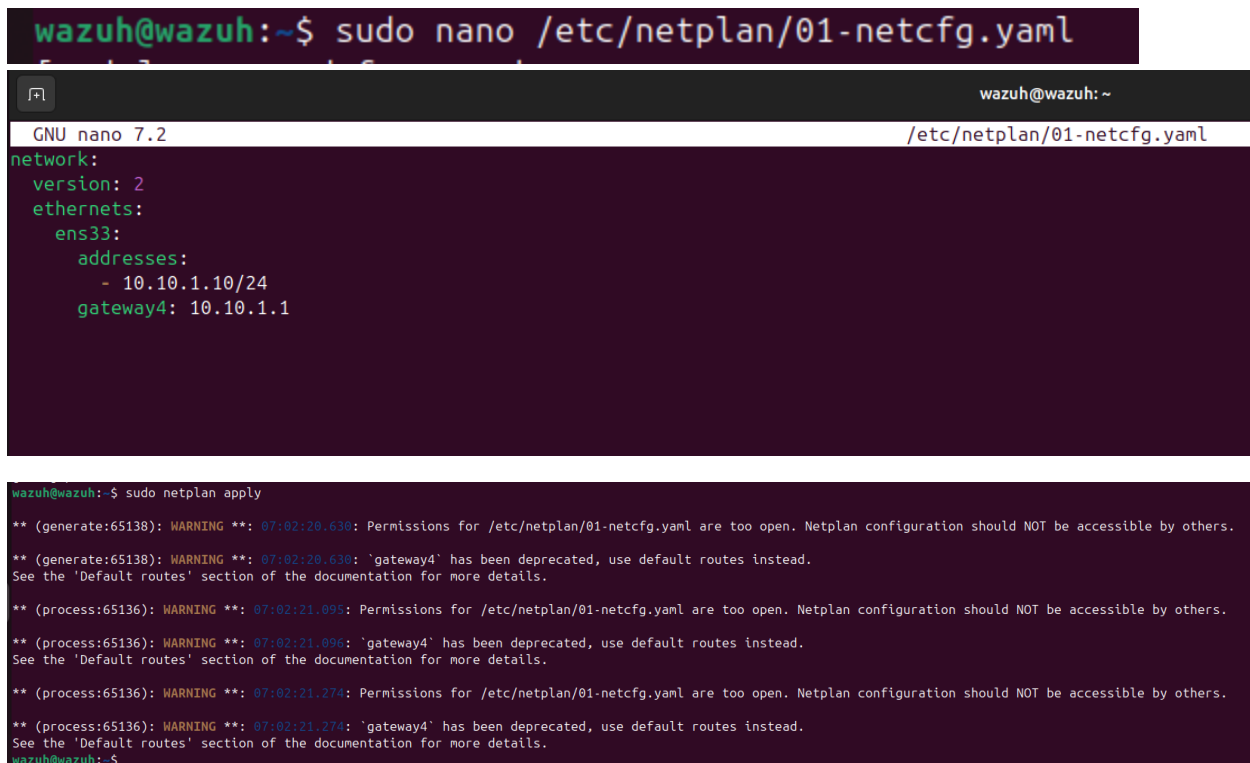 wazuh@wazuh:~$ sudo nano /etc/netplan/01-netcfg.yaml
wazuh@wazuh: ~
GNU nano 7.2 /etc/netplan/01-netcfg.yaml
network:
  version: 2
  ethernets:
    ens33:
      addresses:
        - 10.10.1.10/24
      gateway4: 10.10.1.1
wazuh@wazuh:~$ sudo netplan apply
** (generate:65138): WARNING **: 07:02:20.630: Permissions for /etc/netplan/01-netcfg.yaml are too open. Netplan configuration should NOT be accessible by others.
** (generate:65138): WARNING **: 07:02:20.630: `gateway4` has been deprecated, use default routes instead.
See the 'Default routes' section of the documentation for more details.
** (process:65136): WARNING **: 07:02:21.095: Permissions for /etc/netplan/01-netcfg.yaml are too open. Netplan configuration should NOT be accessible by others.
** (process:65136): WARNING **: 07:02:21.096: `gateway4` has been deprecated, use default routes instead.
See the 'Default routes' section of the documentation for more details.
** (process:65136): WARNING **: 07:02:21.274: Permissions for /etc/netplan/01-netcfg.yaml are too open. Netplan configuration should NOT be accessible by others.
** (process:65136): WARNING **: 07:02:21.274: `gateway4` has been deprecated, use default routes instead.
See the 'Default routes' section of the documentation for more details.
wazuh@wazuh:~$